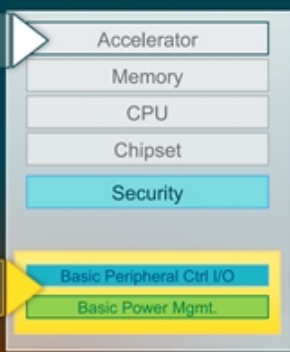 Accelerator
Memory
CPU
Chipset
Security
Basic Peripheral Ctrl I/O
Basic Power Mgmt.